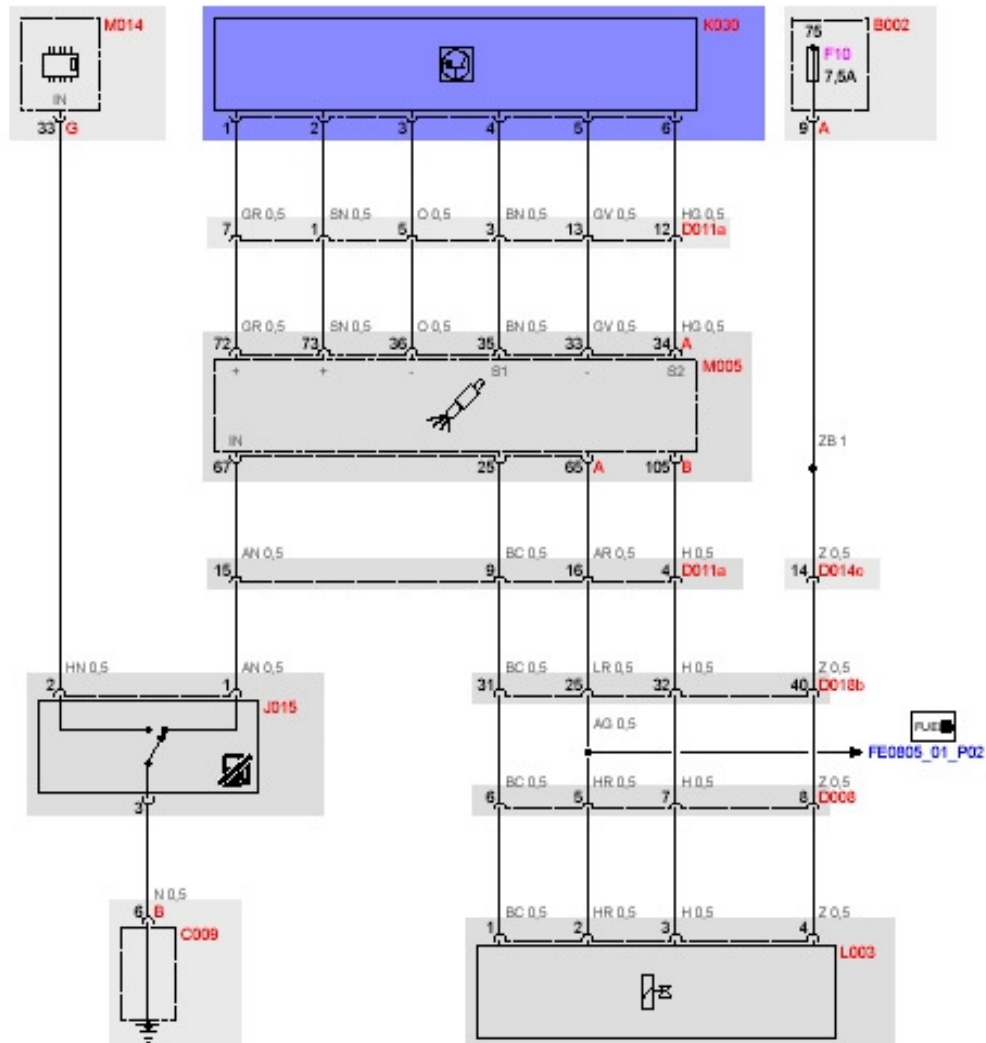 M014
K030
75
B002
F10
7,5A
IN
33 G
1 2 3 4 5 6
9 A
GR 0,5 SN 0,5 O 0,5 BN 0,5 GV 0,5 HG 0,5
7 1 5 3 13 12 D011a
GR 0,5 SN 0,5 O 0,5 BN 0,5 GV 0,5 HG 0,5
72 73 36 35 33 34 A
M005
+ + - S1 - S2
IN
67 25 65 A 105 B
ZB 1
AN 0,5 BC 0,5 AR 0,5 H 0,5 Z 0,5
15 9 16 4 D011a 14 D014c
HN 0,5 AN 0,5 BC 0,5 LR 0,5 H 0,5 Z 0,5
2 1 31 25 32 40 D018b
J015
AG 0,5
FUEL
FE0805_01_P02
BC 0,5 HR 0,5 H 0,5 Z 0,5
3 6 5 7 8 D008
N 0,5
6 B
C009
BC 0,5 HR 0,5 H 0,5 Z 0,5
1 2 3 4
L003